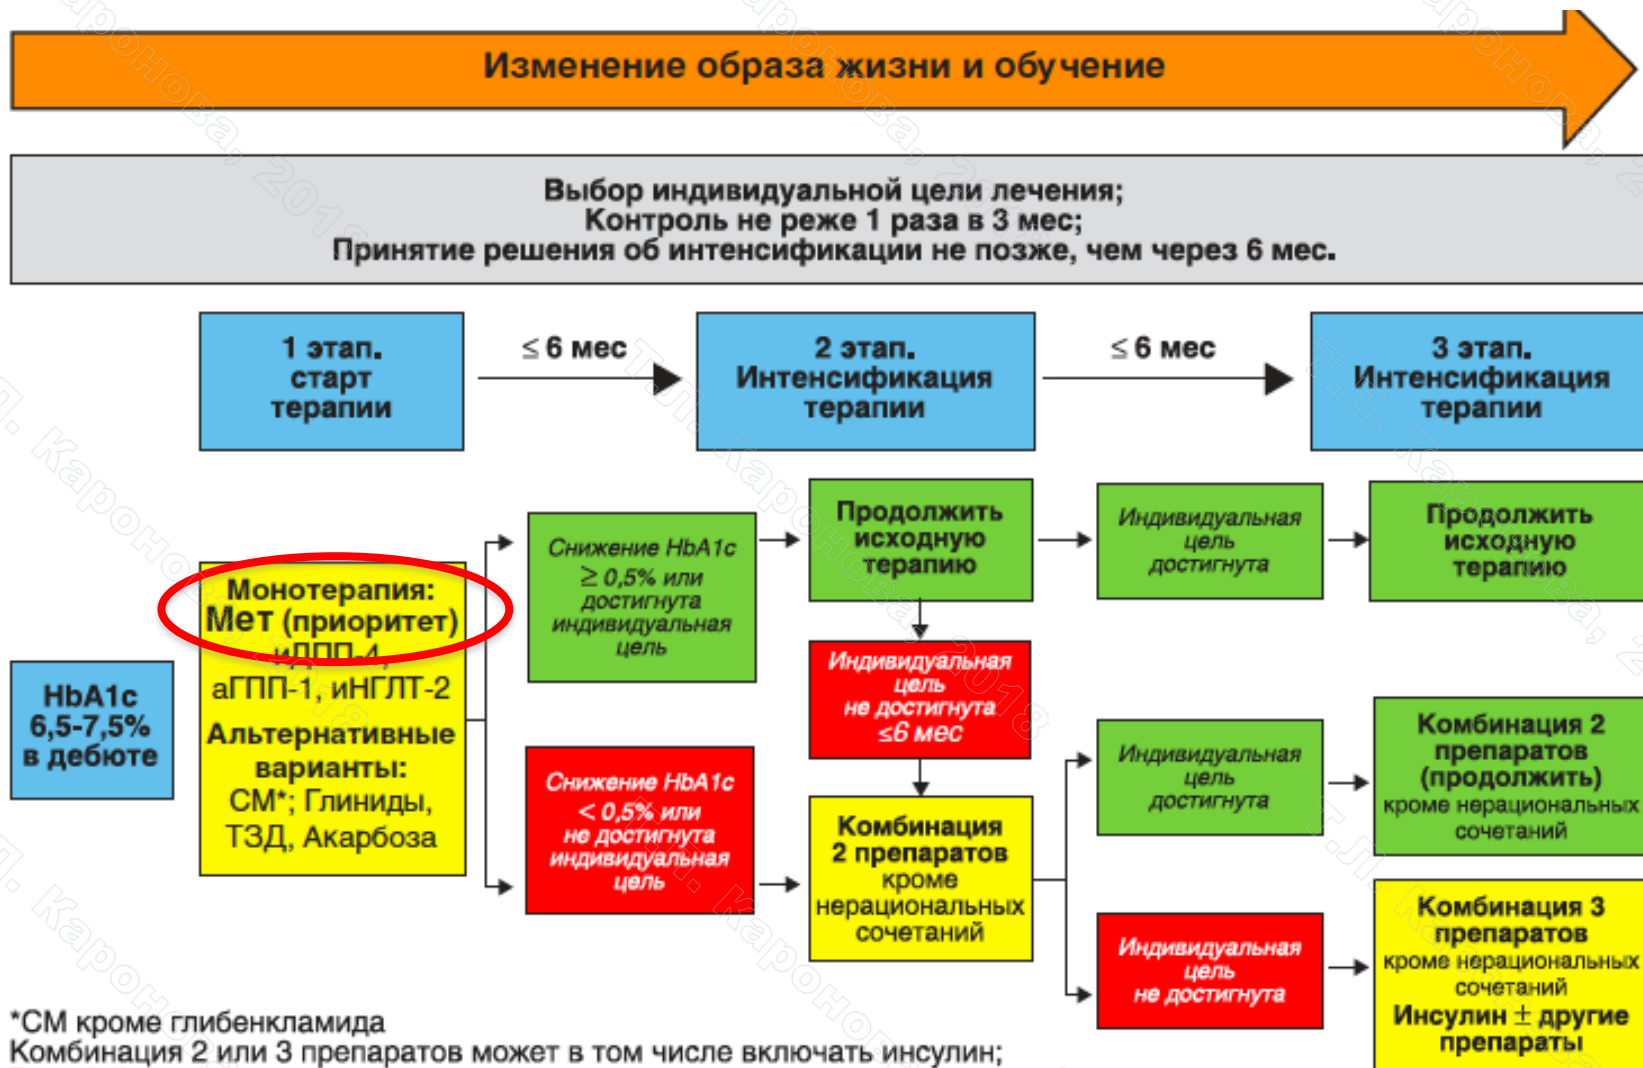 Изменение образа жизни и обучение
Выбор индивидуальной цели лечения;
Контроль не реже 1 раза в 3 мес;
Принятие решения об интенсификации не позже, чем через 6 мес.
1 этап.
старт
терапии
≤ 6 мес
2 этап.
Интенсификация
терапии
≤ 6 мес
3 этап.
Интенсификация
терапии
HbA1c
6,5-7,5%
в дебюте
Монотерапия:
Мет (приоритет)
иДПП-4,
аГПП-1, иНГЛТ-2
Альтернативные
варианты:
СМ*; Глиниды,
ТЗД, Акарбоза
Снижение HbA1c
≥ 0,5% или
достигнута
индивидуальная
цель
Продолжить
исходную
терапию
Индивидуальная
цель
достигнута
Продолжить
исходную
терапию
Индивидуальная
цель
не достигнута
≤6 мес
Снижение HbA1c
< 0,5% или
не достигнута
индивидуальная
цель
Комбинация
2 препаратов
кроме
нерациональных
сочетаний
Индивидуальная
цель
достигнута
Комбинация 2
препаратов
(продолжить)
кроме нерациональных
сочетаний
Индивидуальная
цель
не достигнута
Комбинация 3
препаратов
кроме нерациональных
сочетаний
Инсулин ± другие
препараты
*СМ кроме глибенкламида
Комбинация 2 или 3 препаратов может в том числе включать инсулин;
Т.Л. Каронова, 2018